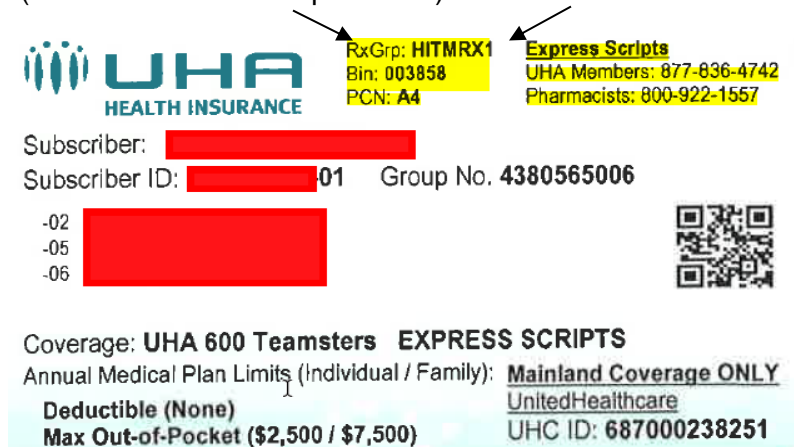 RxGrp: HITMRX1
Bin: 003858
PCN: A4
Express Scripts
UHA Members: 877-836-4742
Pharmacists: 800-922-1557
UHA
HEALTH INSURANCE
Subscriber:
Subscriber ID: 01 Group No. 4380565006
-02
-05
-06
Coverage: UHA 600 Teamsters EXPRESS SCRIPTS
Annual Medical Plan Limits (Individual / Family):
Deductible (None)
Max Out-of-Pocket ($2,500 / $7,500)
Mainland Coverage ONLY
UnitedHealthcare
UHC ID: 687000238251